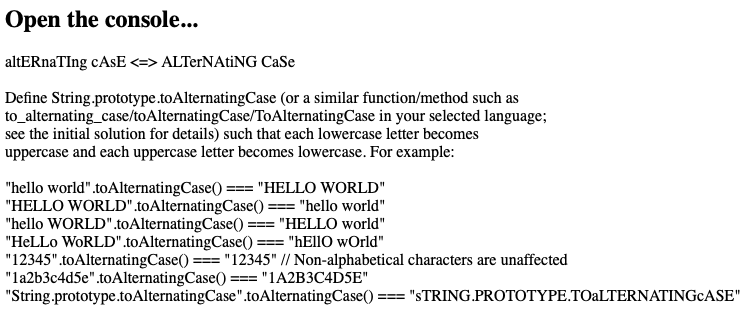 Open the console...
altERnaTIng cAsE <=> ALTerNAtiNG CaSe
Define String.prototype.toAlternatingCase (or a similar function/method such as
to_alternating_case/toAlternatingCase/ToAlternatingCase in your selected language;
see the initial solution for details) such that each lowercase letter becomes
uppercase and each uppercase letter becomes lowercase. For example:
"hello world".toAlternatingCase() === "HELLO WORLD"
"HELLO WORLD".toAlternatingCase() === "hello world"
"hello WORLD".toAlternatingCase() === "HELLO world"
"HeLLo WoRLD".toAlternatingCase() === "hEllO wOrld"
"12345".toAlternatingCase() === "12345" // Non-alphabetical characters are unaffected
"1a2b3c4d5e".toAlternatingCase() === "1A2B3C4D5E"
"String.prototype.toAlternatingCase".toAlternatingCase() === "sTRING.PROTOTYPE.TOaLTERNATINGcASE"